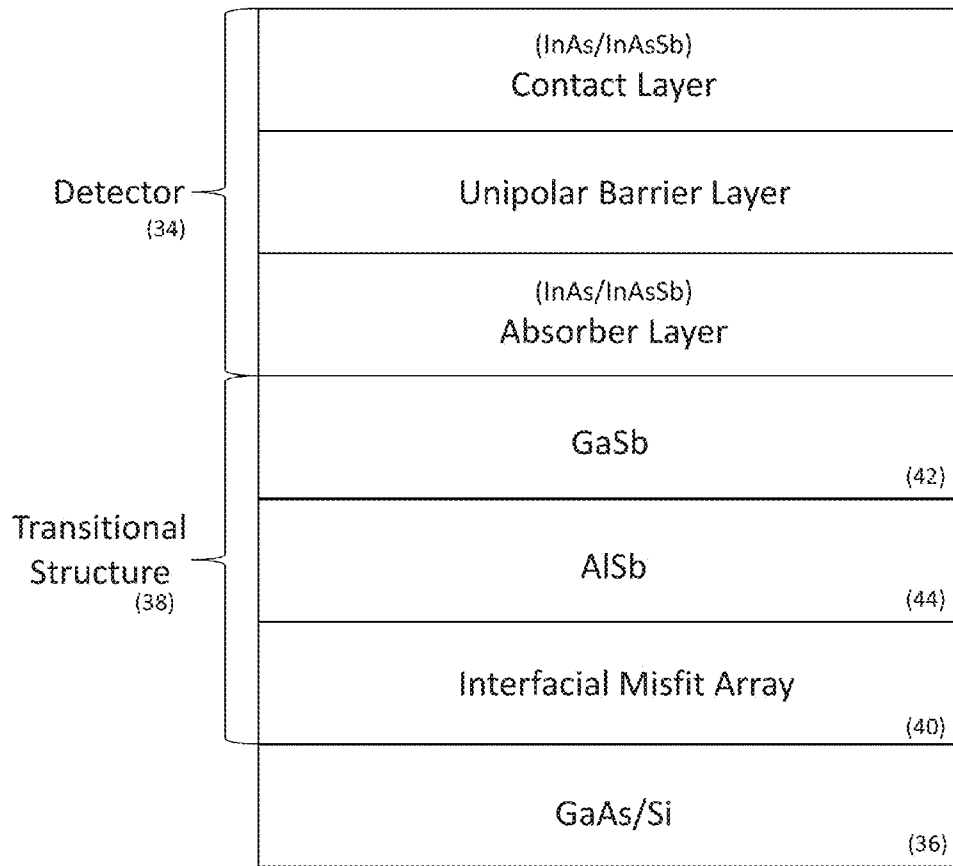 (InAs/InAsSb)
Contact Layer
Detector
(34)
Unipolar Barrier Layer
(InAs/InAsSb)
Absorber Layer
GaSb
(42)
Transitional
Structure
(38)
AlSb
(44)
Interfacial Misfit Array
(40)
GaAs/Si
(36)